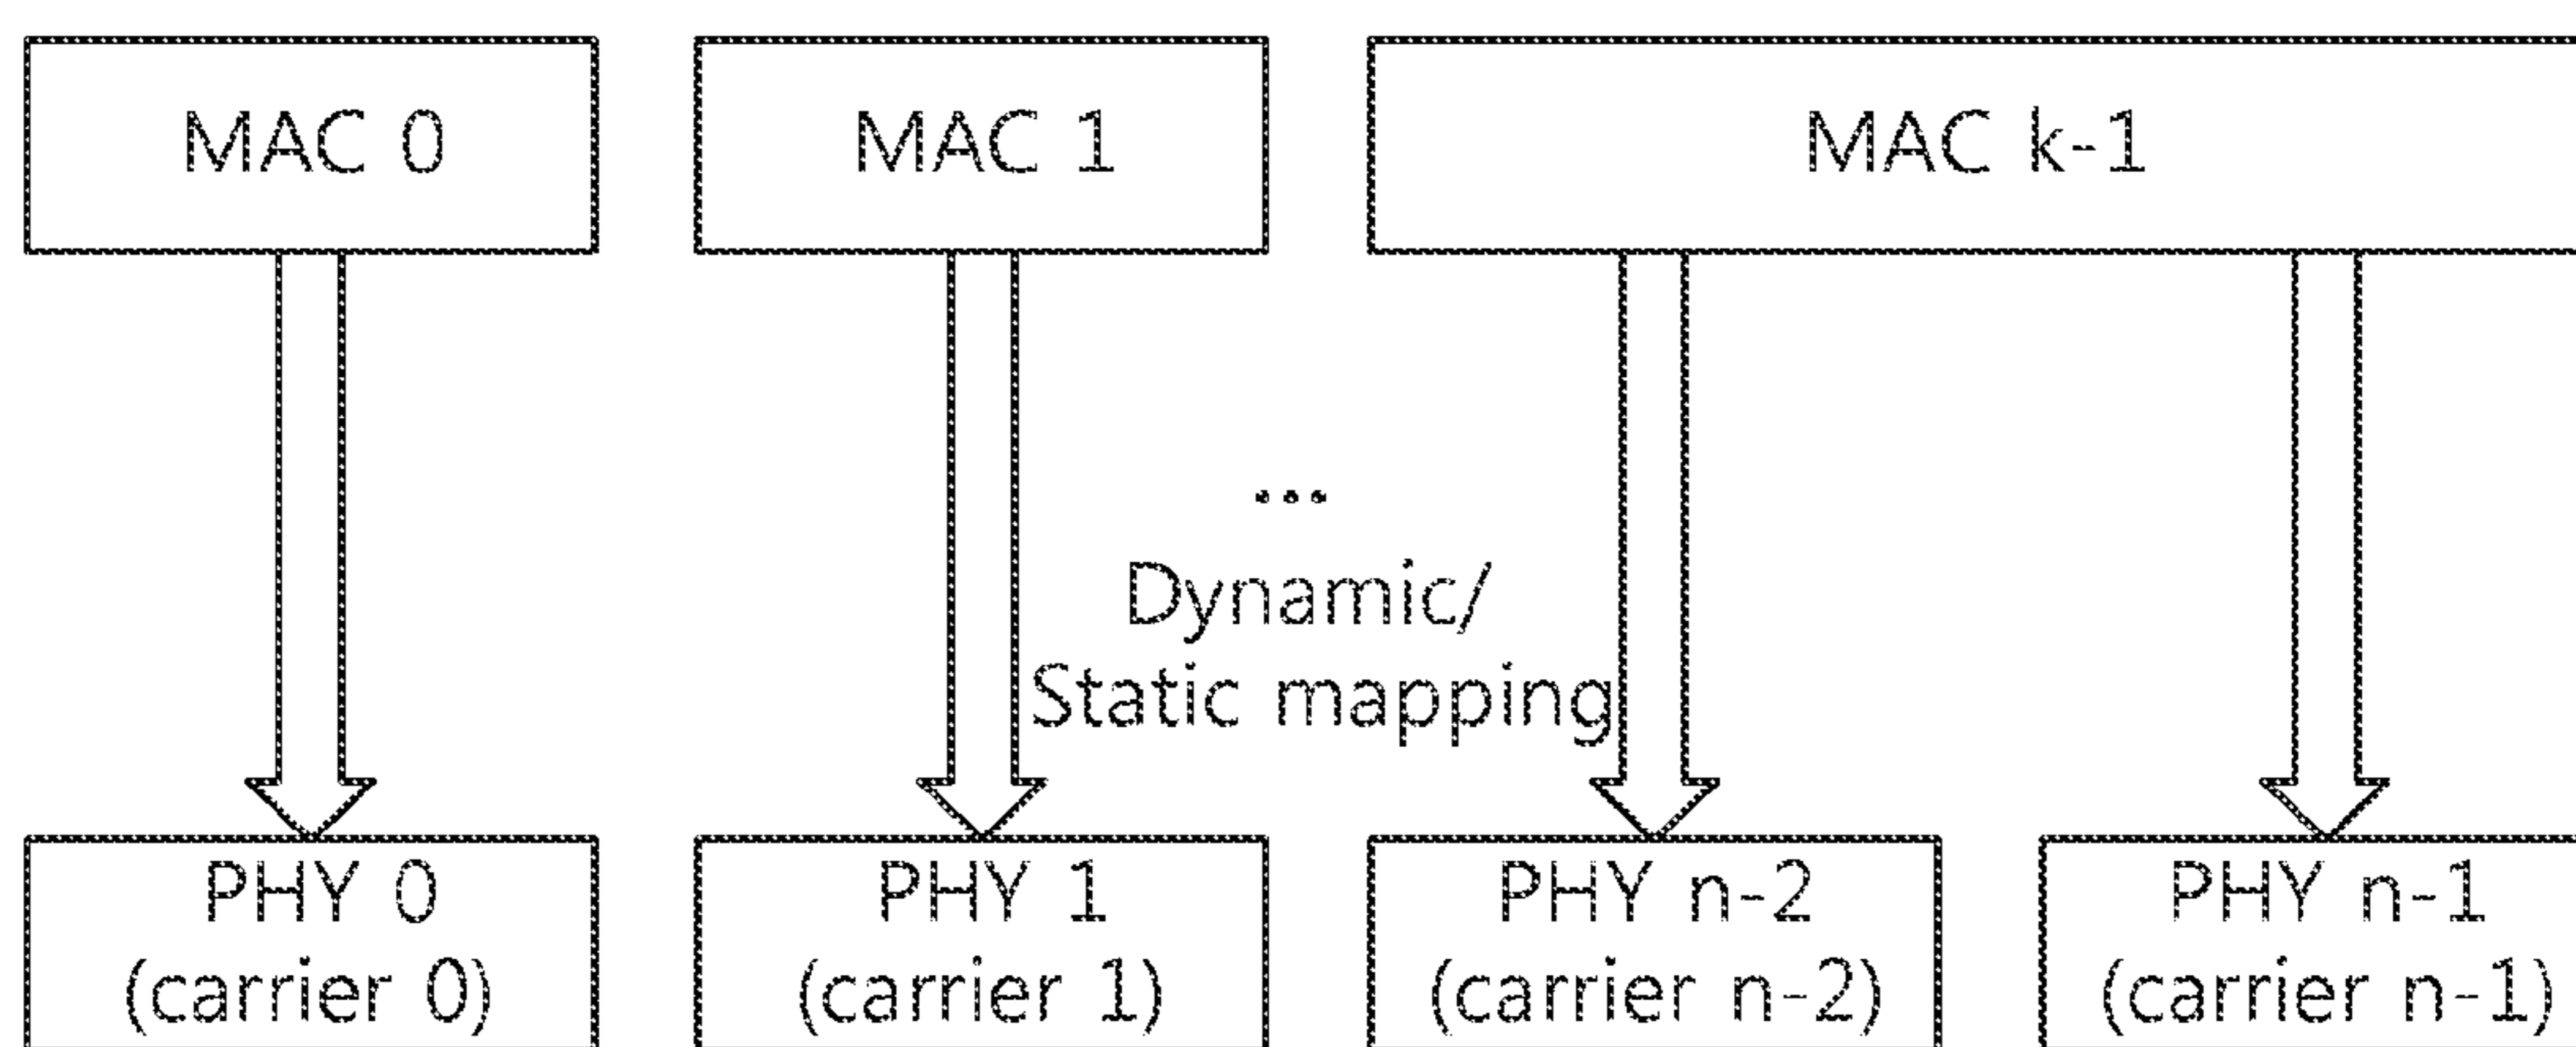 MAC 0
MAC 1
MAC k-1
...
Dynamic/
Static mapping
PHY 0
(carrier 0)
PHY 1
(carrier 1)
PHY n-2
(carrier n-2)
PHY n-1
(carrier n-1)